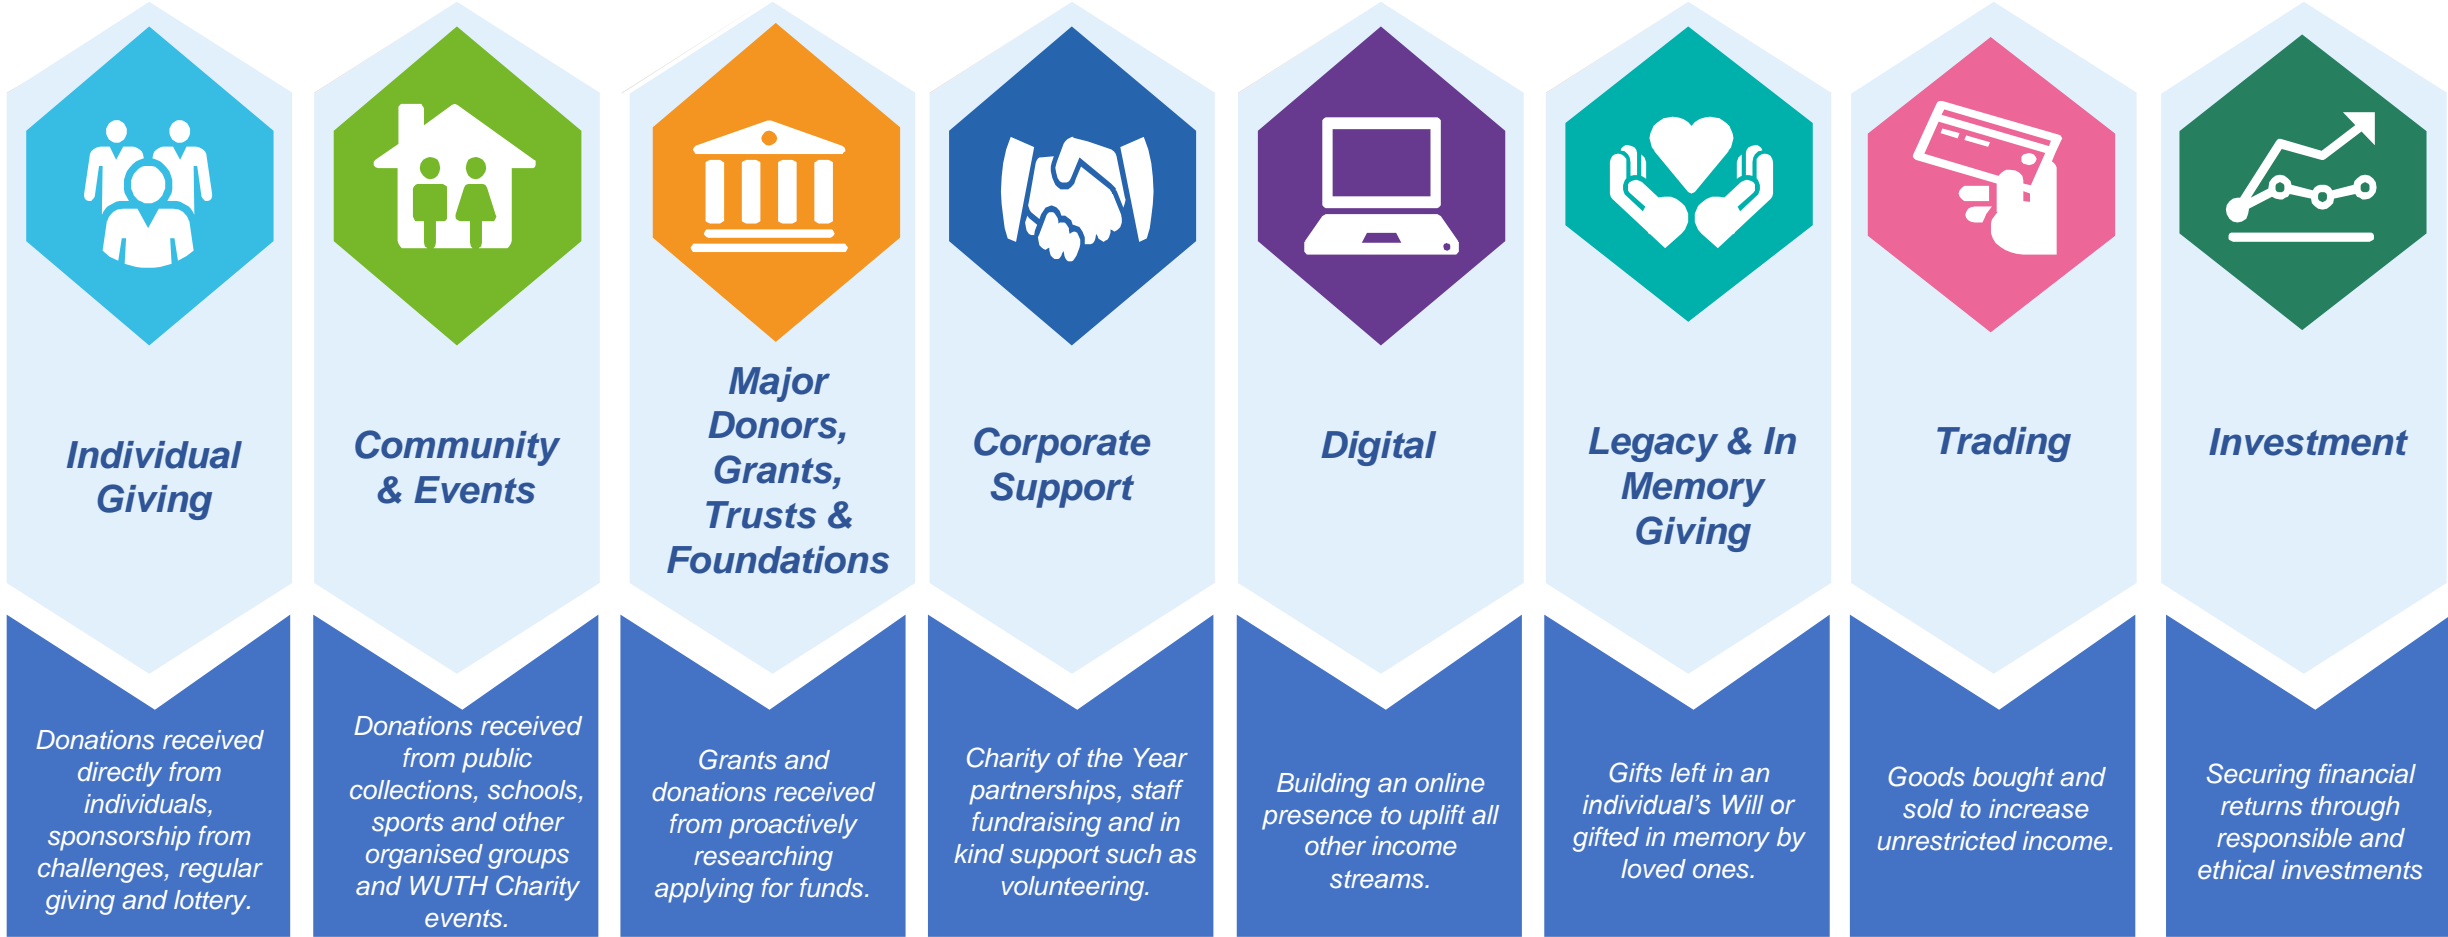 Individual
Giving
Donations received
directly from
individuals,
sponsorship from
challenges, regular
giving and lottery.
Community
& Events
Donations received
from public
collections, schools,
sports and other
organised groups
and WUTH Charity
events.
Major
Donors,
Grants,
Trusts &
Foundations
Grants and
donations received
from proactively
researching
applying for funds.
Corporate
Support
Charity of the Year
partnerships, staff
fundraising and in
kind support such as
volunteering.
Digital
Building an online
presence to uplift all
other income
streams.
Legacy & In
Memory
Giving
Gifts left in an
individual’s Will or
gifted in memory by
loved ones.
Trading
Goods bought and
sold to increase
unrestricted income.
Investment
Securing financial
returns through
responsible and
ethical investments